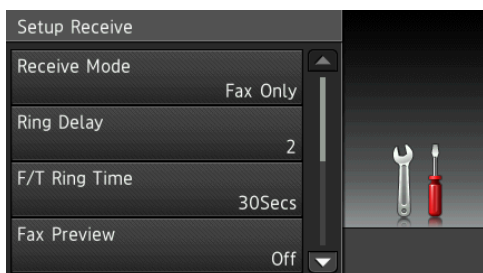 Setup Receive
Receive Mode
Fax Only
Ring Delay
2
F/T Ring Time
30Secs
Fax Preview
Off